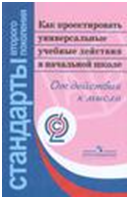 стандарты
второго
поколения
Как проектировать
универсальные
учебные действия
в начальной школе
От действия
к мысли